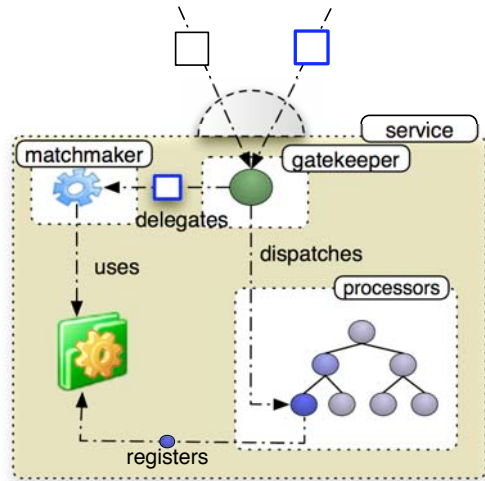 service
matchmaker
gatekeeper
delegates
uses
dispatches
processors
registers